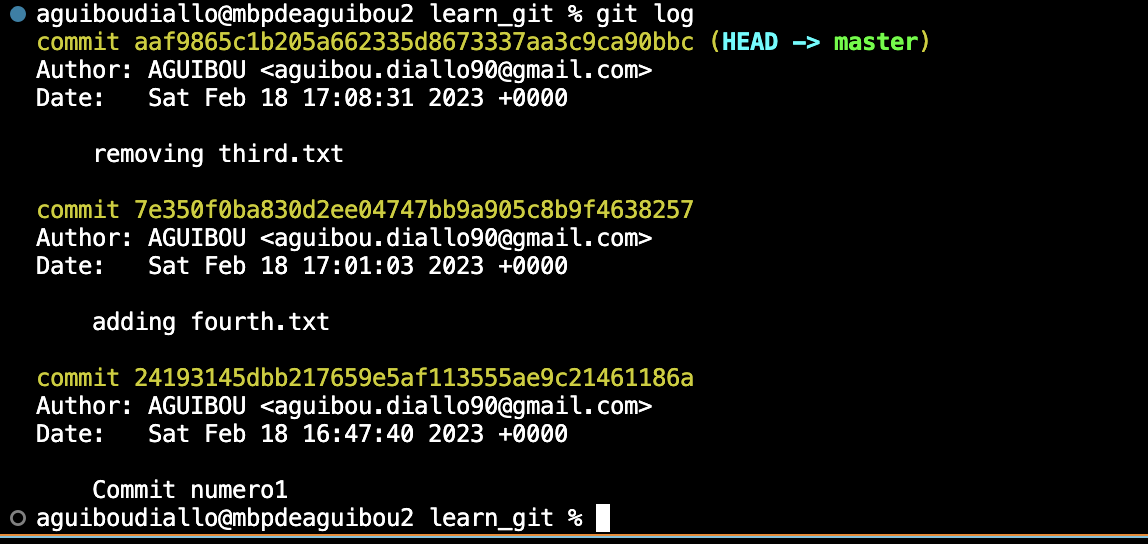 aguiboudiallo@mbpdeaguibou2 learn_git % git log
commit aaf9865c1b205a662335d8673337aa3c9ca90bbc (HEAD -> master)
Author: AGUIBOU <aguibou.diallo90@gmail.com>
Date:   Sat Feb 18 17:08:31 2023 +0000
removing third.txt
commit 7e350f0ba830d2ee04747bb9a905c8b9f4638257
Author: AGUIBOU <aguibou.diallo90@gmail.com>
Date:   Sat Feb 18 17:01:03 2023 +0000
adding fourth.txt
commit 24193145dbb217659e5af113555ae9c21461186a
Author: AGUIBOU <aguibou.diallo90@gmail.com>
Date:   Sat Feb 18 16:47:40 2023 +0000
Commit numero1
aguiboudiallo@mbpdeaguibou2 learn_git %